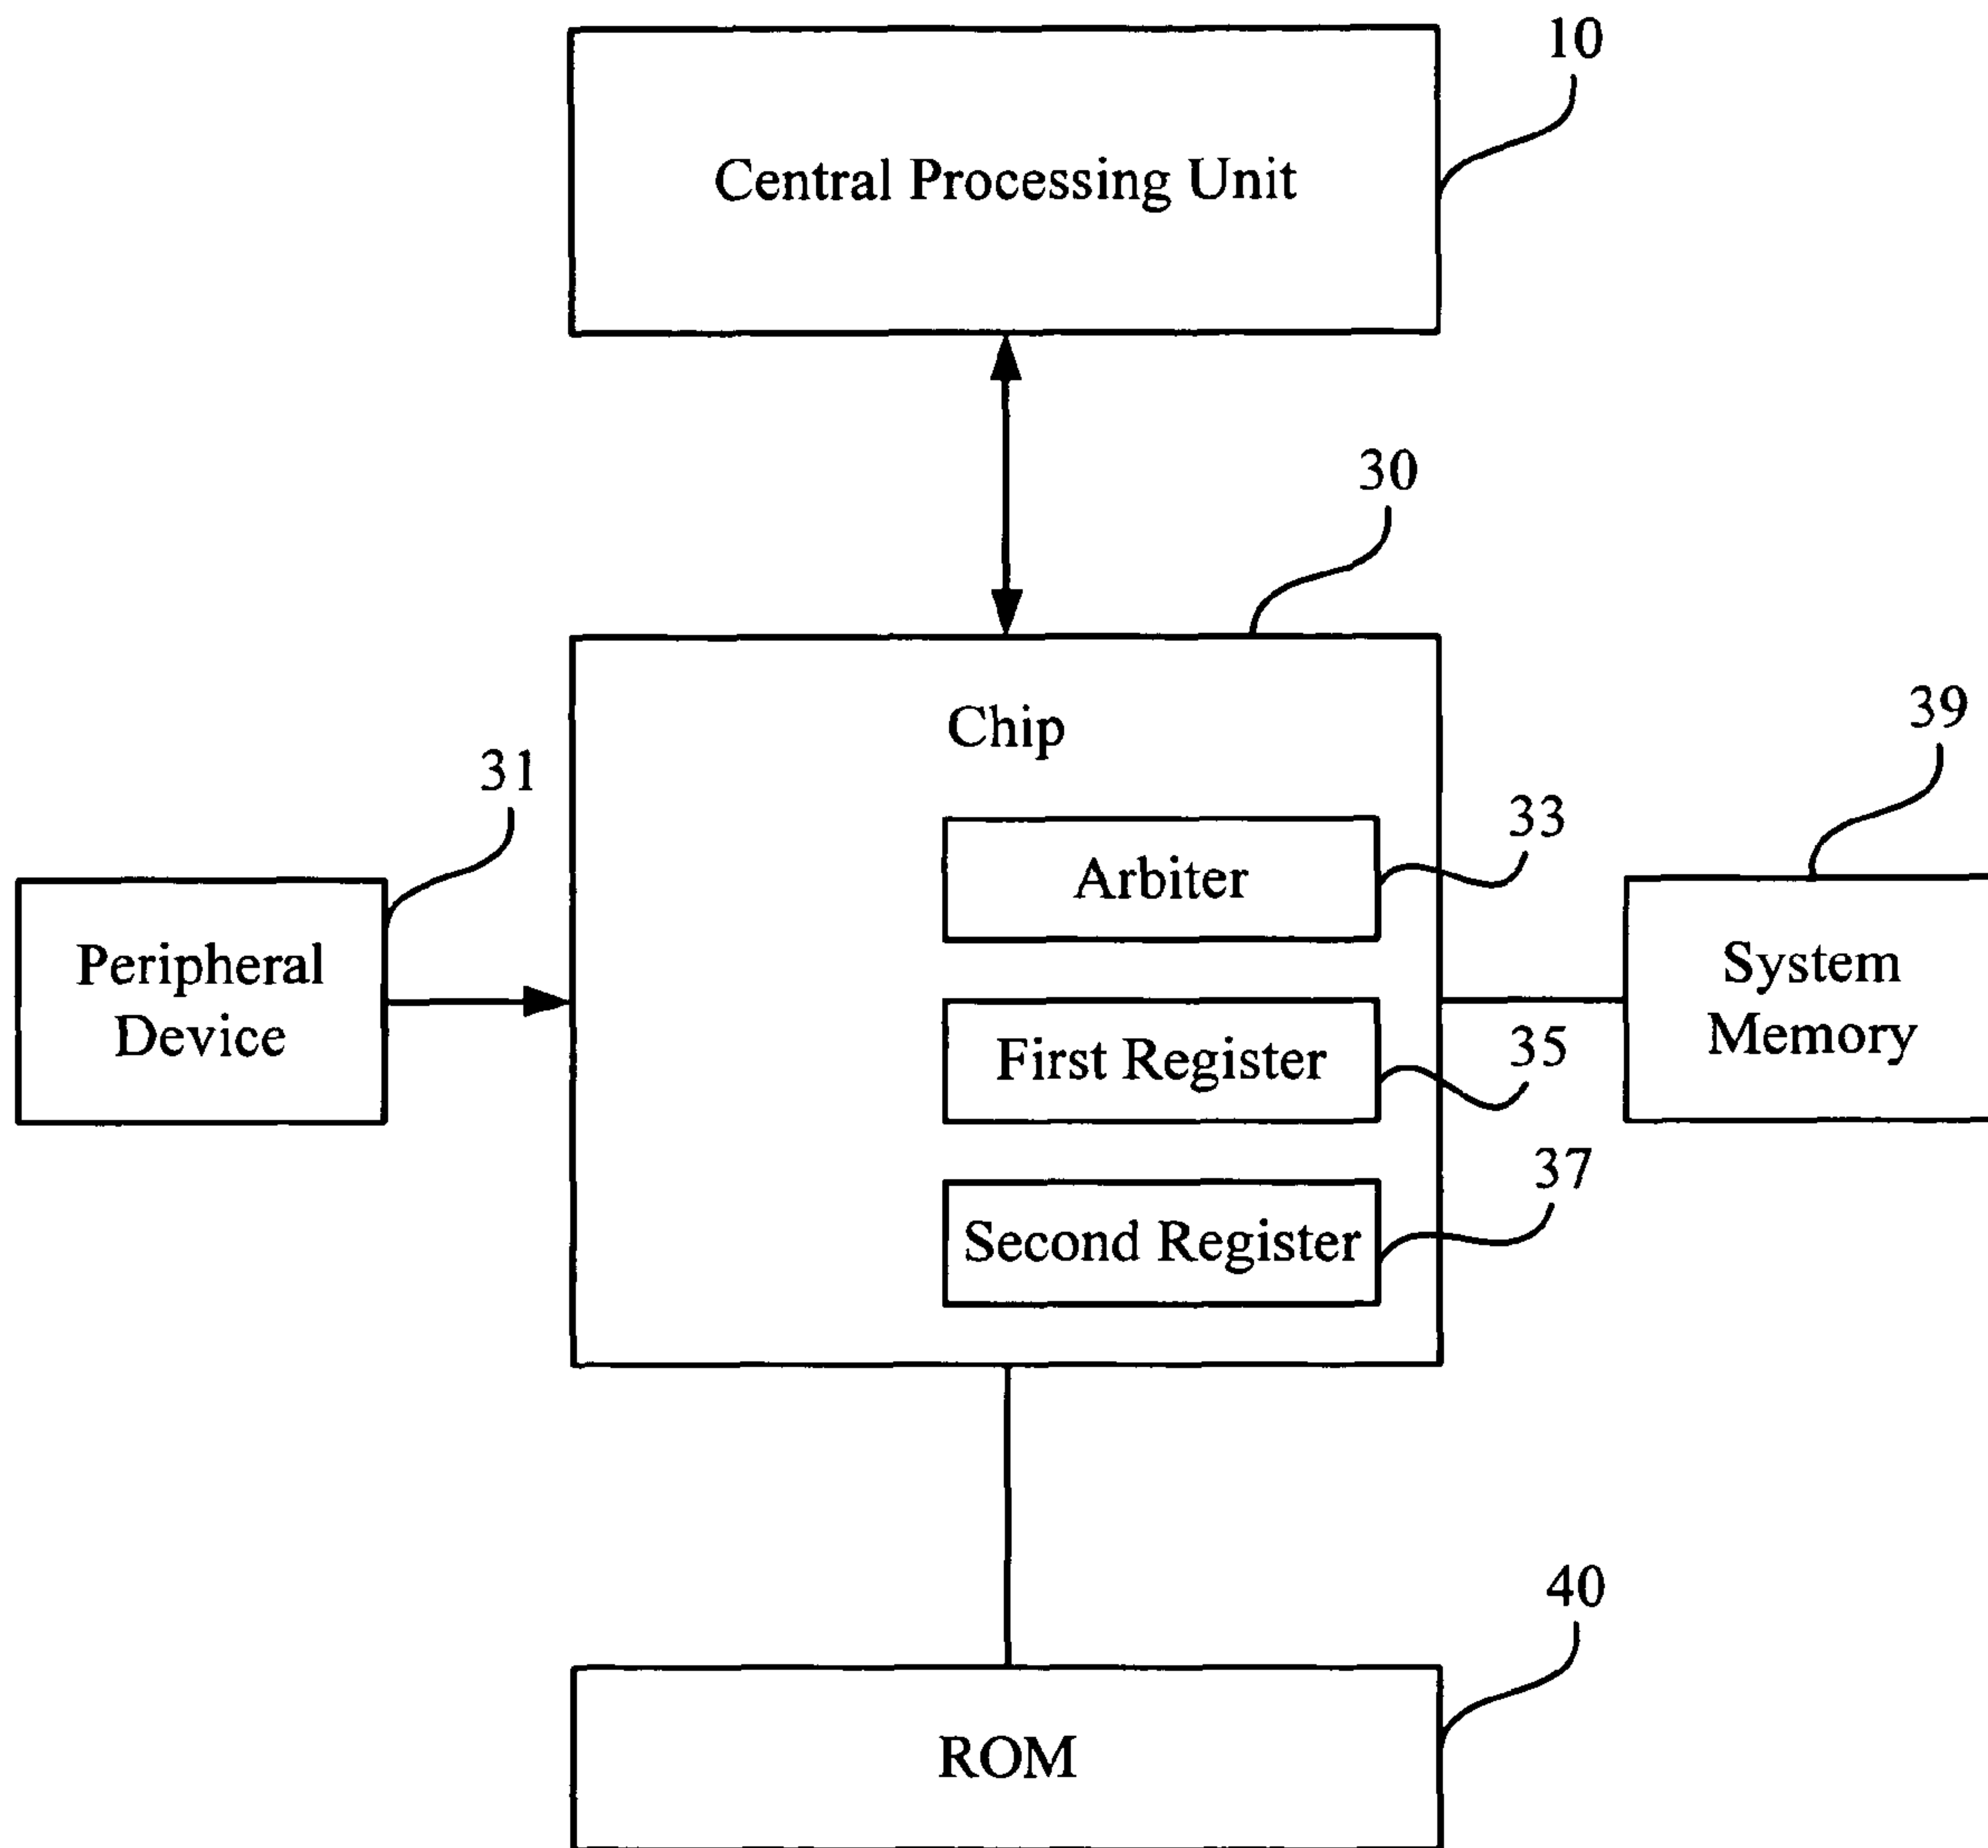 10
Central Processing Unit
30
Chip
39
31
33
Arbiter
Peripheral
Device
System
Memory
First Register
35
37
Second Register
40
ROM